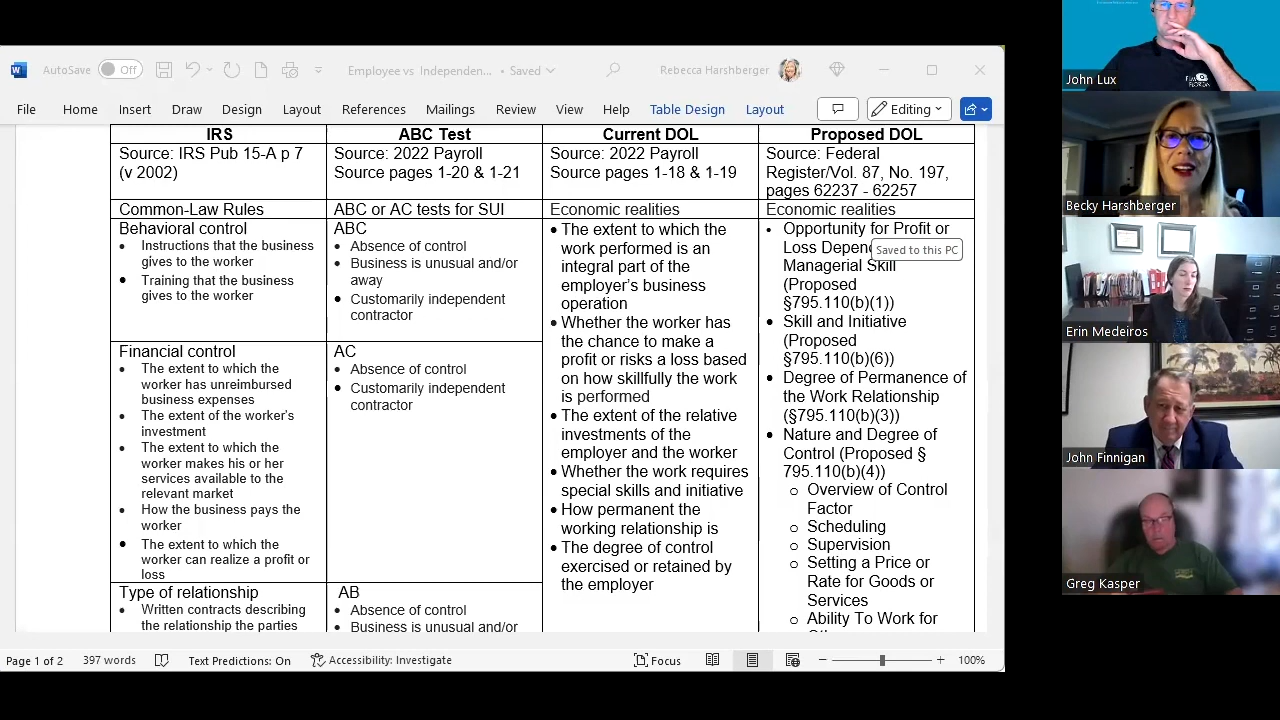 AutoSave Off Employee vs Independen... • Saved Rebecca Harshberger
File Home Insert Draw Design Layout References Mailings Review View Help Table Design Layout Editing
IRS
Source: IRS Pub 15-A p 7
(v 2002)
Common-Law Rules
Behavioral control
• Instructions that the business
gives to the worker
• Training that the business
gives to the worker
Financial control
• The extent to which the
worker has unreimbursed
business expenses
• The extent of the worker's
investment
• The extent to which the
worker makes his or her
services available to the
relevant market
• How the business pays the
worker
• The extent to which the
worker can realize a profit or
loss
Type of relationship
• Written contracts describing
the relationship the parties
ABC Test
Source: 2022 Payroll
Source pages 1-20 & 1-21
ABC or AC tests for SUI
ABC
• Absence of control
• Business is unusual and/or
away
• Customarily independent
contractor
AC
• Absence of control
• Customarily independent
contractor
AB
• Absence of control
• Business is unusual and/or
Current DOL
Source: 2022 Payroll
Source pages 1-18 & 1-19
Economic realities
• The extent to which the
work performed is an
integral part of the
employer's business
operation
• Whether the worker has
the chance to make a
profit or risks a loss based
on how skillfully the work
is performed
• The extent of the relative
investments of the
employer and the worker
• Whether the work requires
special skills and initiative
• How permanent the
working relationship is
• The degree of control
exercised or retained by
the employer
Proposed DOL
Source: Federal
Register/Vol. 87, No. 197,
pages 62237 - 62257
Economic realities
• Opportunity for Profit or
Loss Depen
Saved to this PC
Managerial Skill
(Proposed
§795.110(b)(1))
• Skill and Initiative
(Proposed
§795.110(b)(6))
• Degree of Permanence of
the Work Relationship
(§795.110(b)(3))
• Nature and Degree of
Control (Proposed §
795.110(b)(4))
o Overview of Control
Factor
o Scheduling
o Supervision
o Setting a Price or
Rate for Goods or
Services
o Ability To Work for
Page 1 of 2 397 words Text Predictions: On Accessibility: Investigate Focus 100%
John Lux
Becky Harshberger
Erin Medeiros
John Finnigan
Greg Kasper